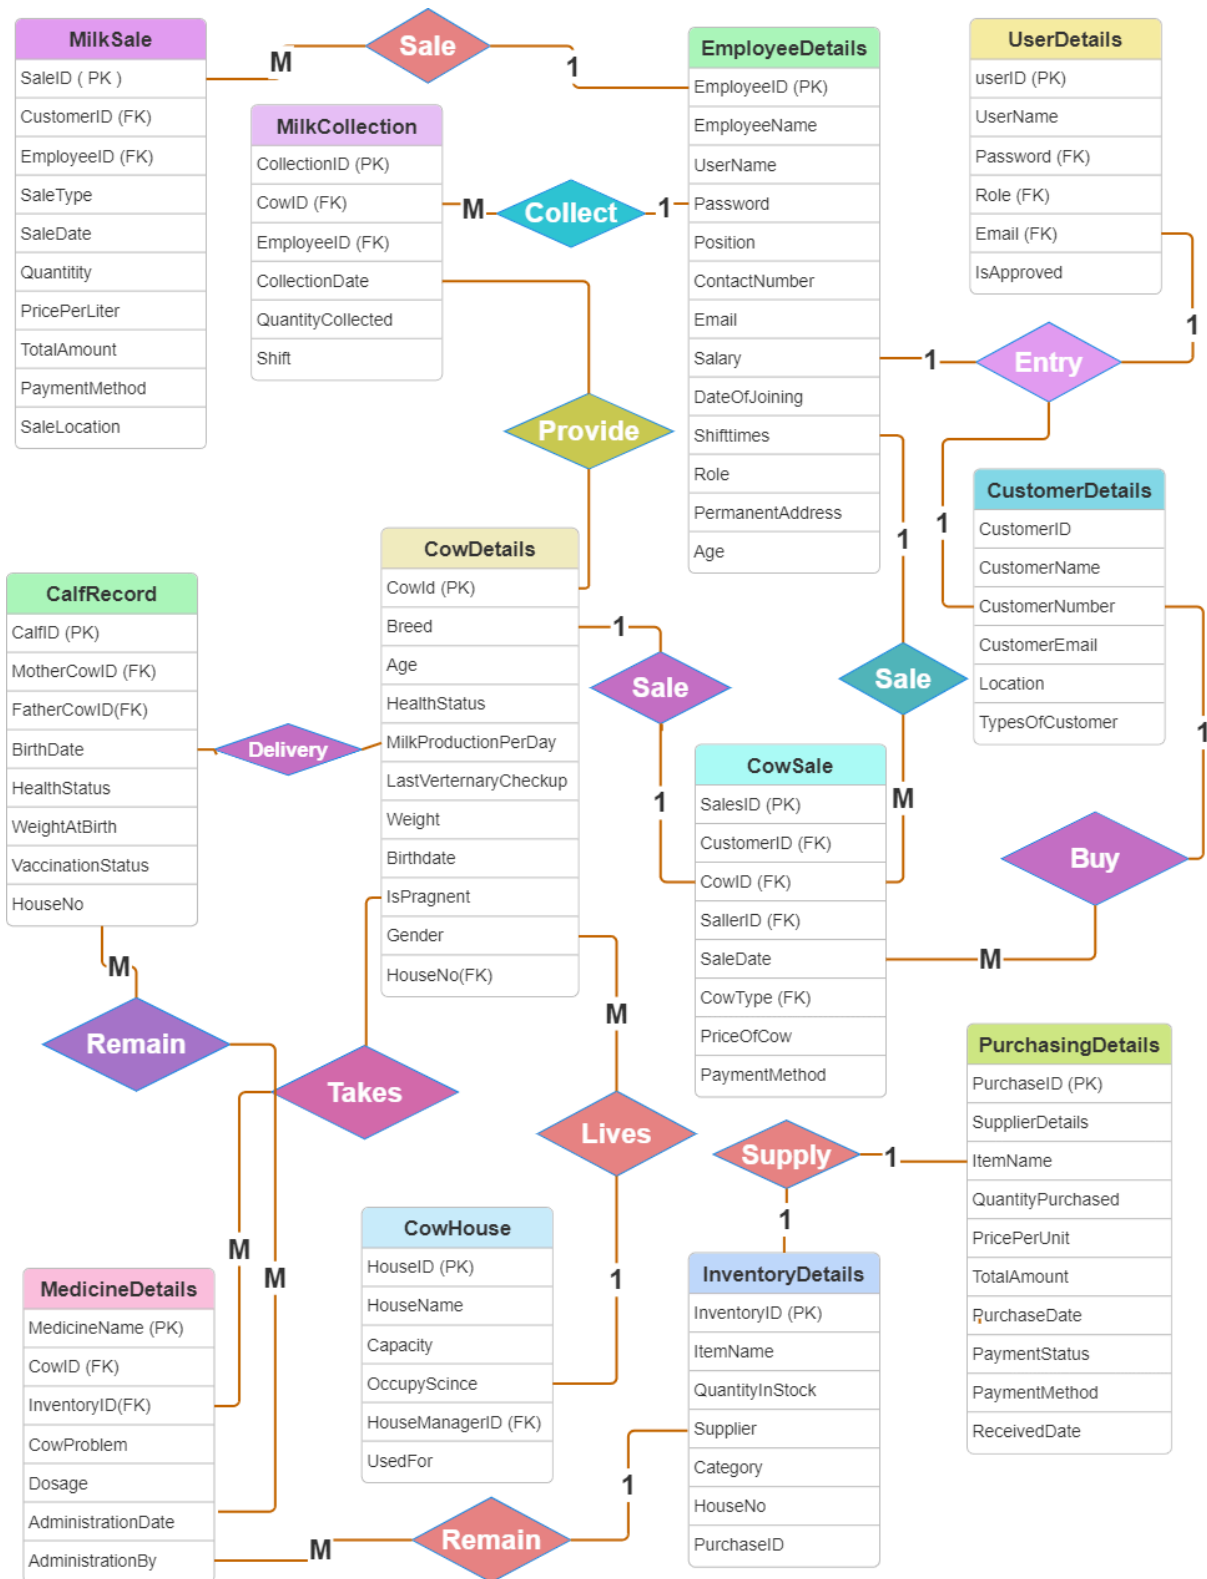 MilkSale
SaleID ( PK )
CustomerID (FK)
EmployeeID (FK)
SaleType
SaleDate
Quantitity
PricePerLiter
TotalAmount
PaymentMethod
SaleLocation
M
Sale
1
MilkCollection
CollectionID (PK)
CowID (FK)
EmployeeID (FK)
CollectionDate
QuantityCollected
Shift
M
Collect
1
EmployeeDetails
EmployeeID (PK)
EmployeeName
UserName
Password
Position
ContactNumber
Email
Salary
DateOfJoining
Shifttimes
Role
PermanentAddress
Age
UserDetails
userID (PK)
UserName
Password (FK)
Role (FK)
Email (FK)
IsApproved
1
1
Entry
1
Provide
CustomerDetails
CustomerID
CustomerName
CustomerNumber
CustomerEmail
Location
TypesOfCustomer
CowDetails
CowId (PK)
Breed
Age
HealthStatus
MilkProductionPerDay
LastVerternaryCheckup
Weight
Birthdate
IsPragnent
Gender
HouseNo(FK)
CalfRecord
CalfID (PK)
MotherCowID (FK)
FatherCowID(FK)
BirthDate
HealthStatus
WeightAtBirth
VaccinationStatus
HouseNo
Delivery
1
Sale
1
1
Sale
M
CowSale
SalesID (PK)
CustomerID (FK)
CowID (FK)
SallerID (FK)
SaleDate
CowType (FK)
PriceOfCow
PaymentMethod
1
Buy
M
M
Remain
M
Takes
M
M
Lives
1
PurchasingDetails
PurchaseID (PK)
SupplierDetails
ItemName
QuantityPurchased
PricePerUnit
TotalAmount
PurchaseDate
PaymentStatus
PaymentMethod
ReceivedDate
Supply
1
1
CowHouse
HouseID (PK)
HouseName
Capacity
OccupyScince
HouseManagerID (FK)
UsedFor
InventoryDetails
InventoryID (PK)
ItemName
QuantityInStock
Supplier
Category
HouseNo
PurchaseID
MedicineDetails
MedicineName (PK)
CowID (FK)
InventoryID(FK)
CowProblem
Dosage
AdministrationDate
AdministrationBy
M
Remain
1